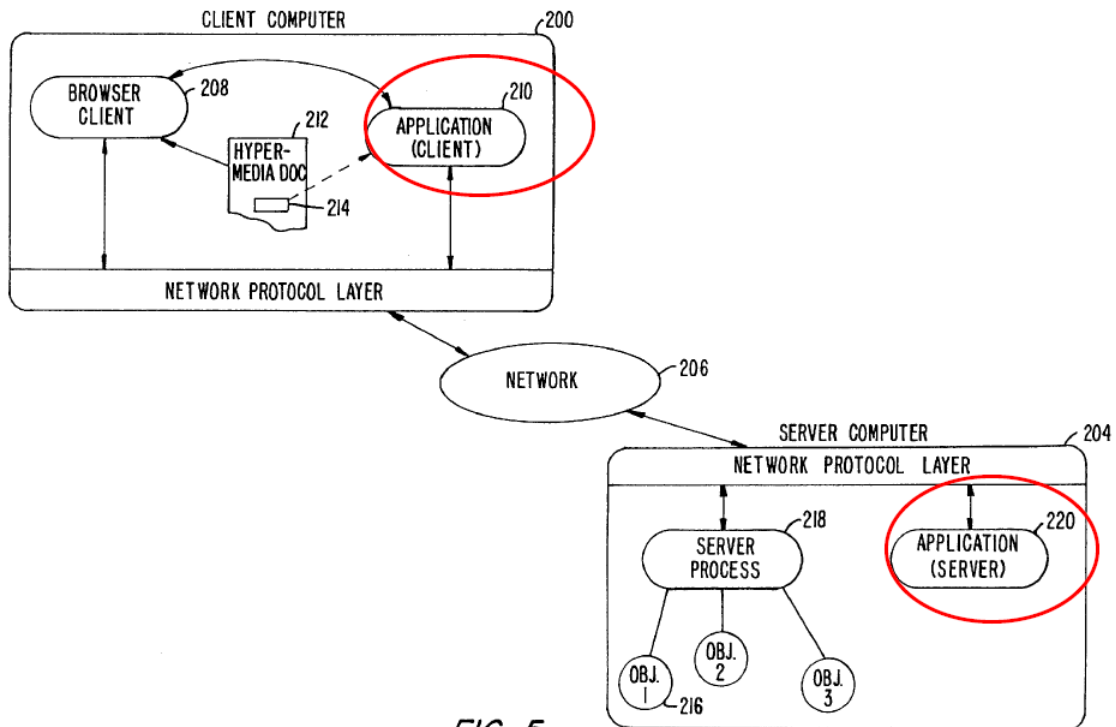 CLIENT COMPUTER
200
BROWSER
CLIENT
208
210
APPLICATION
(CLIENT)
212
HYPER-
MEDIA DOC
214
NETWORK PROTOCOL LAYER
NETWORK
206
SERVER COMPUTER
204
NETWORK PROTOCOL LAYER
218
SERVER
PROCESS
220
APPLICATION
(SERVER)
OBJ.
1
216
OBJ.
2
OBJ.
3
FIG. 5